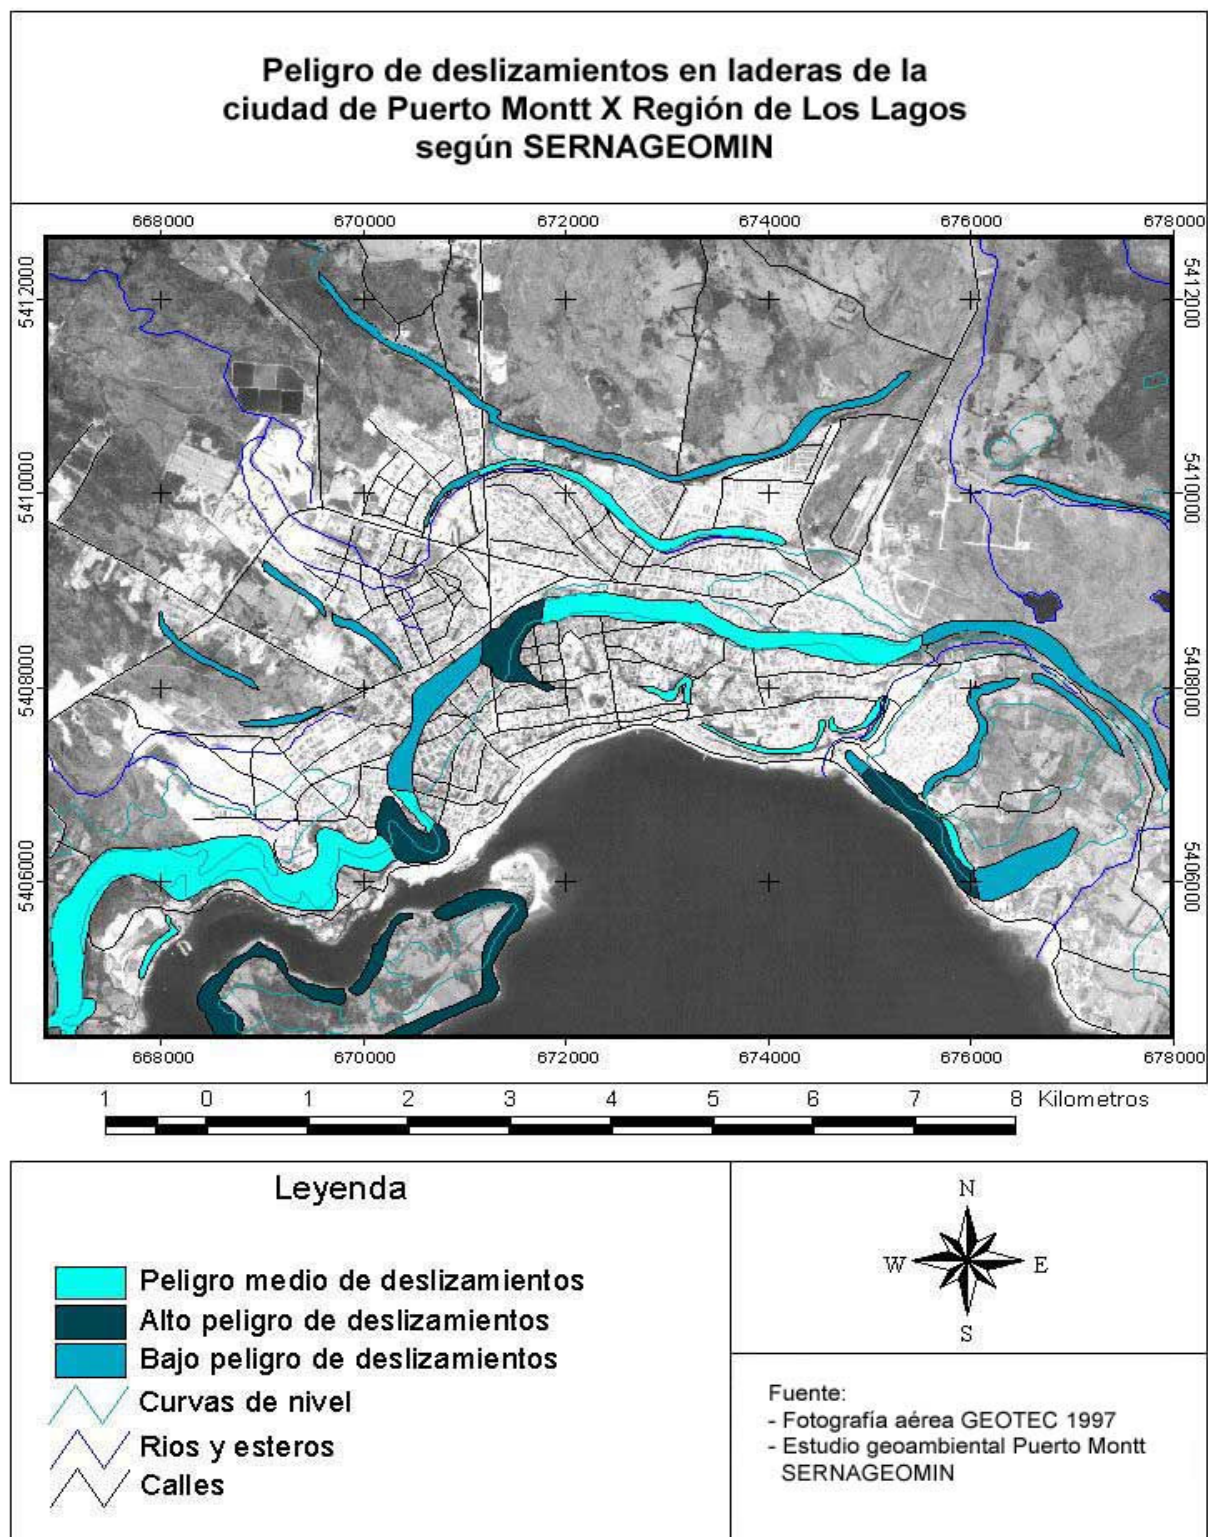 Peligro de deslizamientos en laderas de la
ciudad de Puerto Montt X Región de Los Lagos
según SERNAGEOMIN
668000 670000 672000 674000 676000 678000
5412000 5412000
5410000 5410000
5408000 5408000
5406000 5406000
668000 670000 672000 674000 676000 678000
1 0 1 2 3 4 5 6 7 8 Kilometros
Leyenda
Peligro medio de deslizamientos
Alto peligro de deslizamientos
Bajo peligro de deslizamientos
Curvas de nivel
Rios y esteros
Calles
N
W E
S
Fuente:
- Fotografía aérea GEOTEC 1997
- Estudio geoambiental Puerto Montt
SERNAGEOMIN